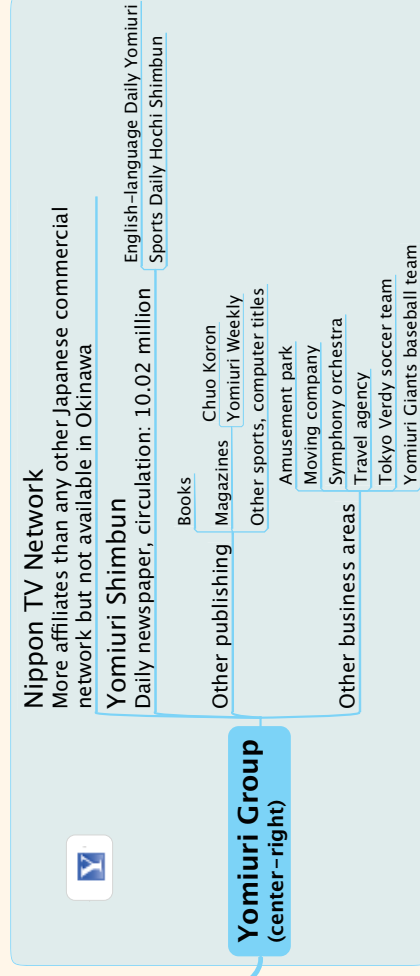 Y
Yomiuri Group
(center-right)
Nippon TV Network
More affiliates than any other Japanese commercial
network but not available in Okinawa
Yomiuri Shimbun
Daily newspaper, circulation: 10.02 million
English-language Daily Yomiuri
Sports Daily Hochi Shimbun
Other publishing
Books
Magazines
Chuo Koron
Yomiuri Weekly
Other sports, computer titles
Other business areas
Amusement park
Moving company
Symphony orchestra
Travel agency
Tokyo Verdy soccer team
Yomiuri Giants baseball team